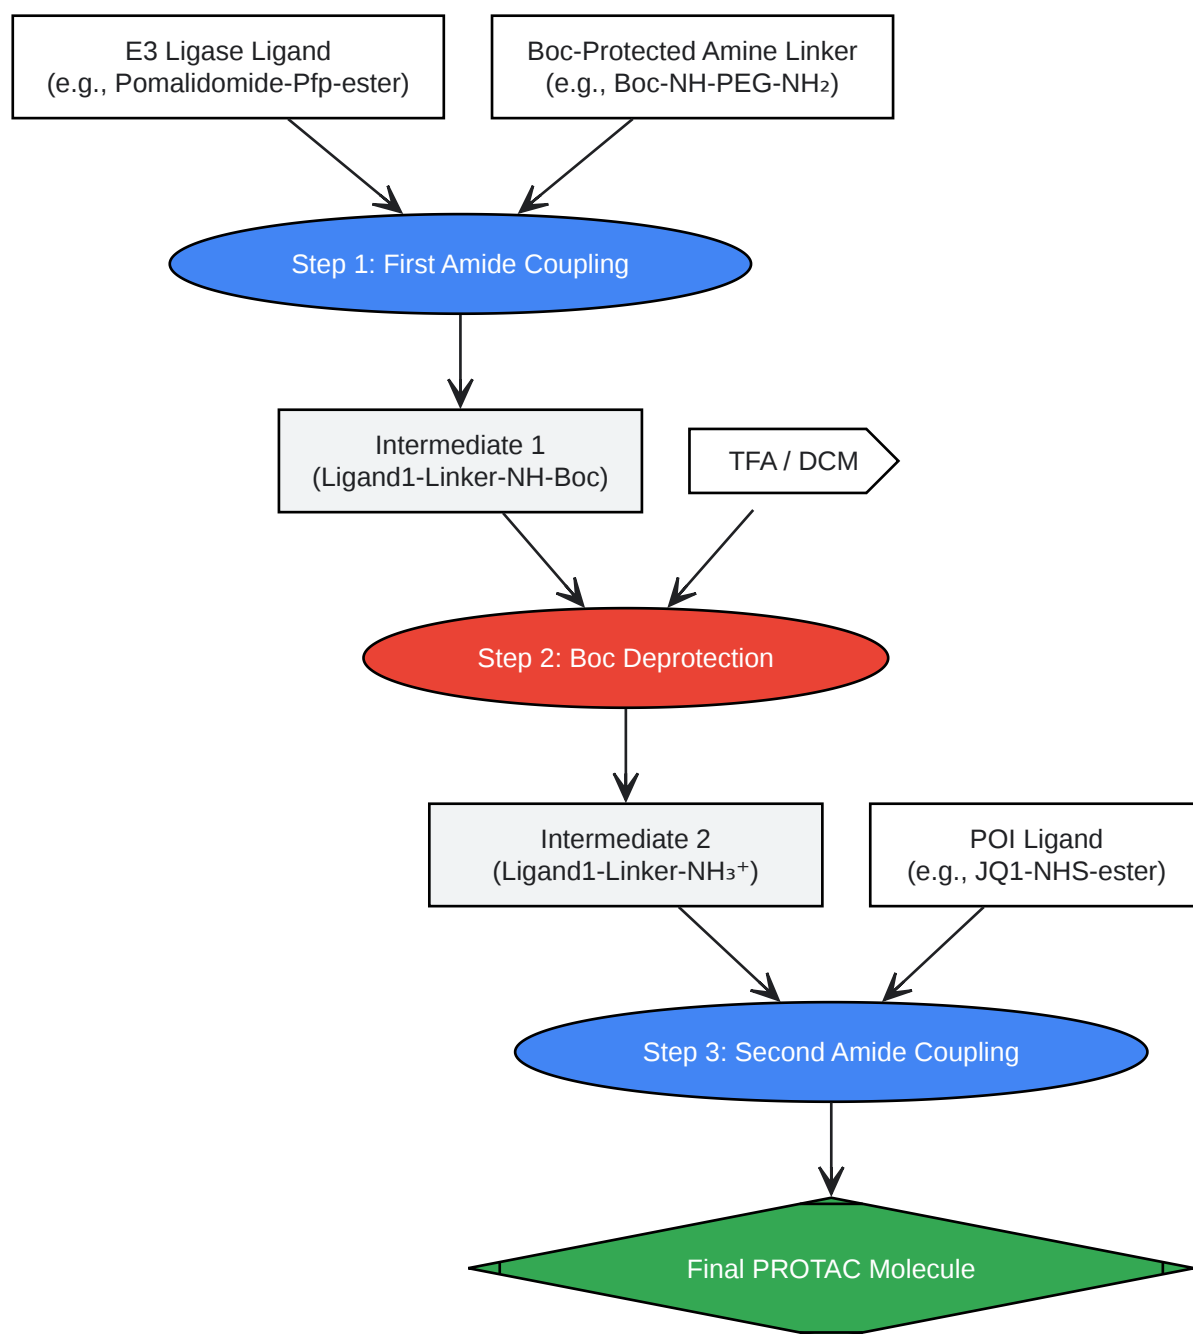 E3 Ligase Ligand
(e.g., Pomalidomide-Pfp-ester)
Boc-Protected Amine Linker
(e.g., Boc-NH-PEG-NH₂)
Step 1: First Amide Coupling
Intermediate 1
(Ligand1-Linker-NH-Boc)
TFA / DCM
Step 2: Boc Deprotection
Intermediate 2
(Ligand1-Linker-NH₃⁺)
POI Ligand
(e.g., JQ1-NHS-ester)
Step 3: Second Amide Coupling
Final PROTAC Molecule